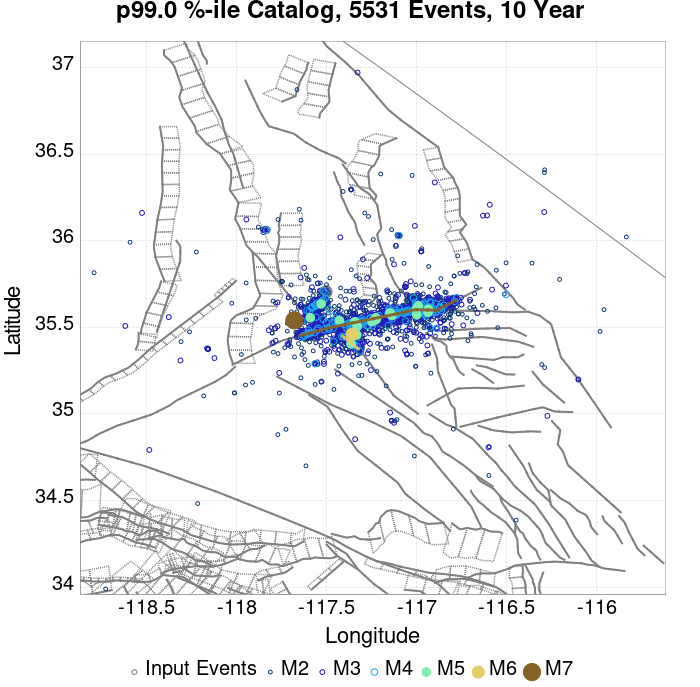 p99.0 %-ile Catalog, 5531 Events, 10 Year
37
36.5
36
35.5
35
34.5
34
Latitude
-118.5 -118 -117.5 -117 -116.5 -116
Longitude
Input Events M2 M3 M4 M5 M6 M7